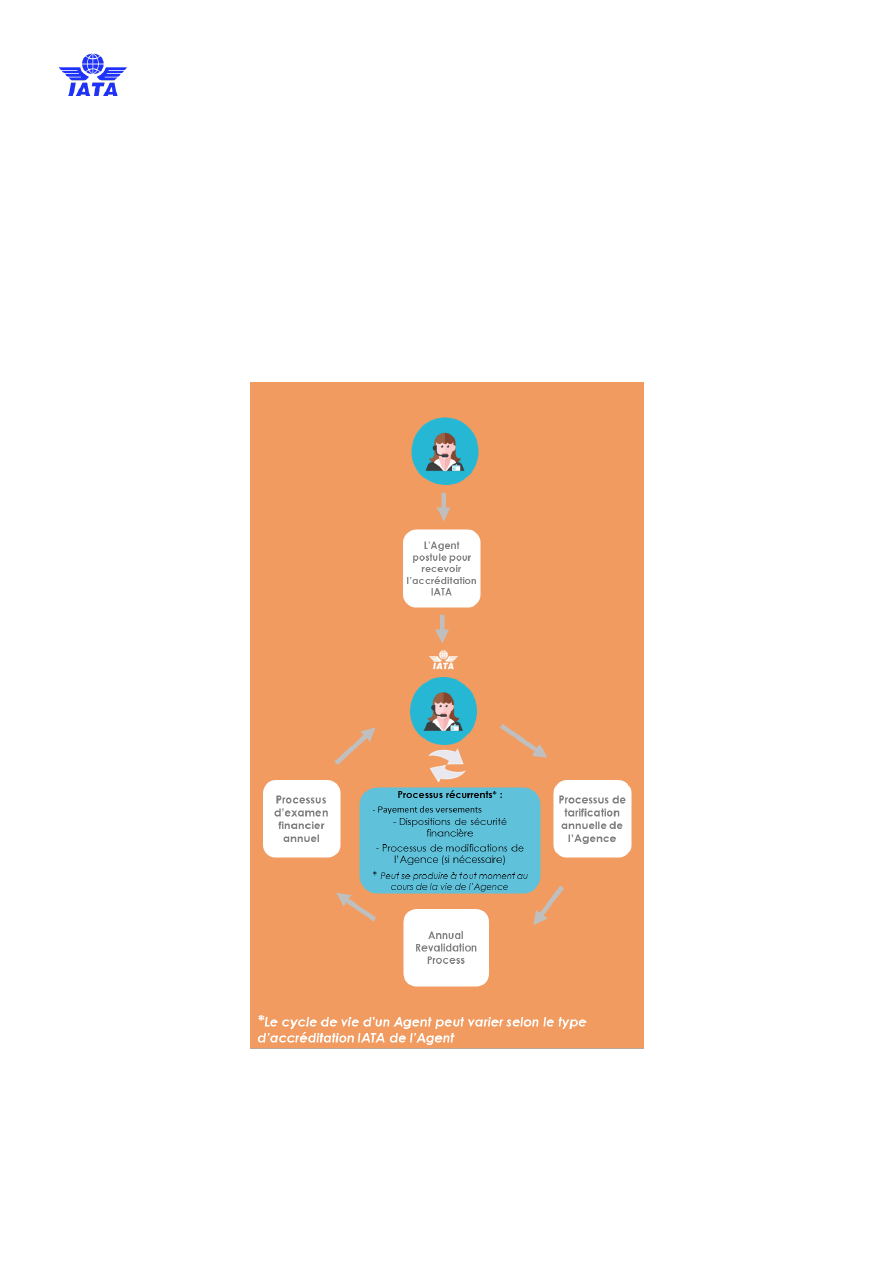 IATA
L'Agent
postule pour
recevoir
l'accréditation
IATA
IATA
Processus
d'examen
financier
annuel
Processus récurrents* :
- Payement des versements
- Dispositions de sécurité
financière
- Processus de modifications de
l'Agence (si nécessaire)
* Peut se produire à tout moment au
cours de la vie de l'Agence
Processus de
tarification
annuelle de
l'Agence
Annual
Revalidation
Process
*Le cycle de vie d'un Agent peut varier selon le type
d'accréditation IATA de l'Agent